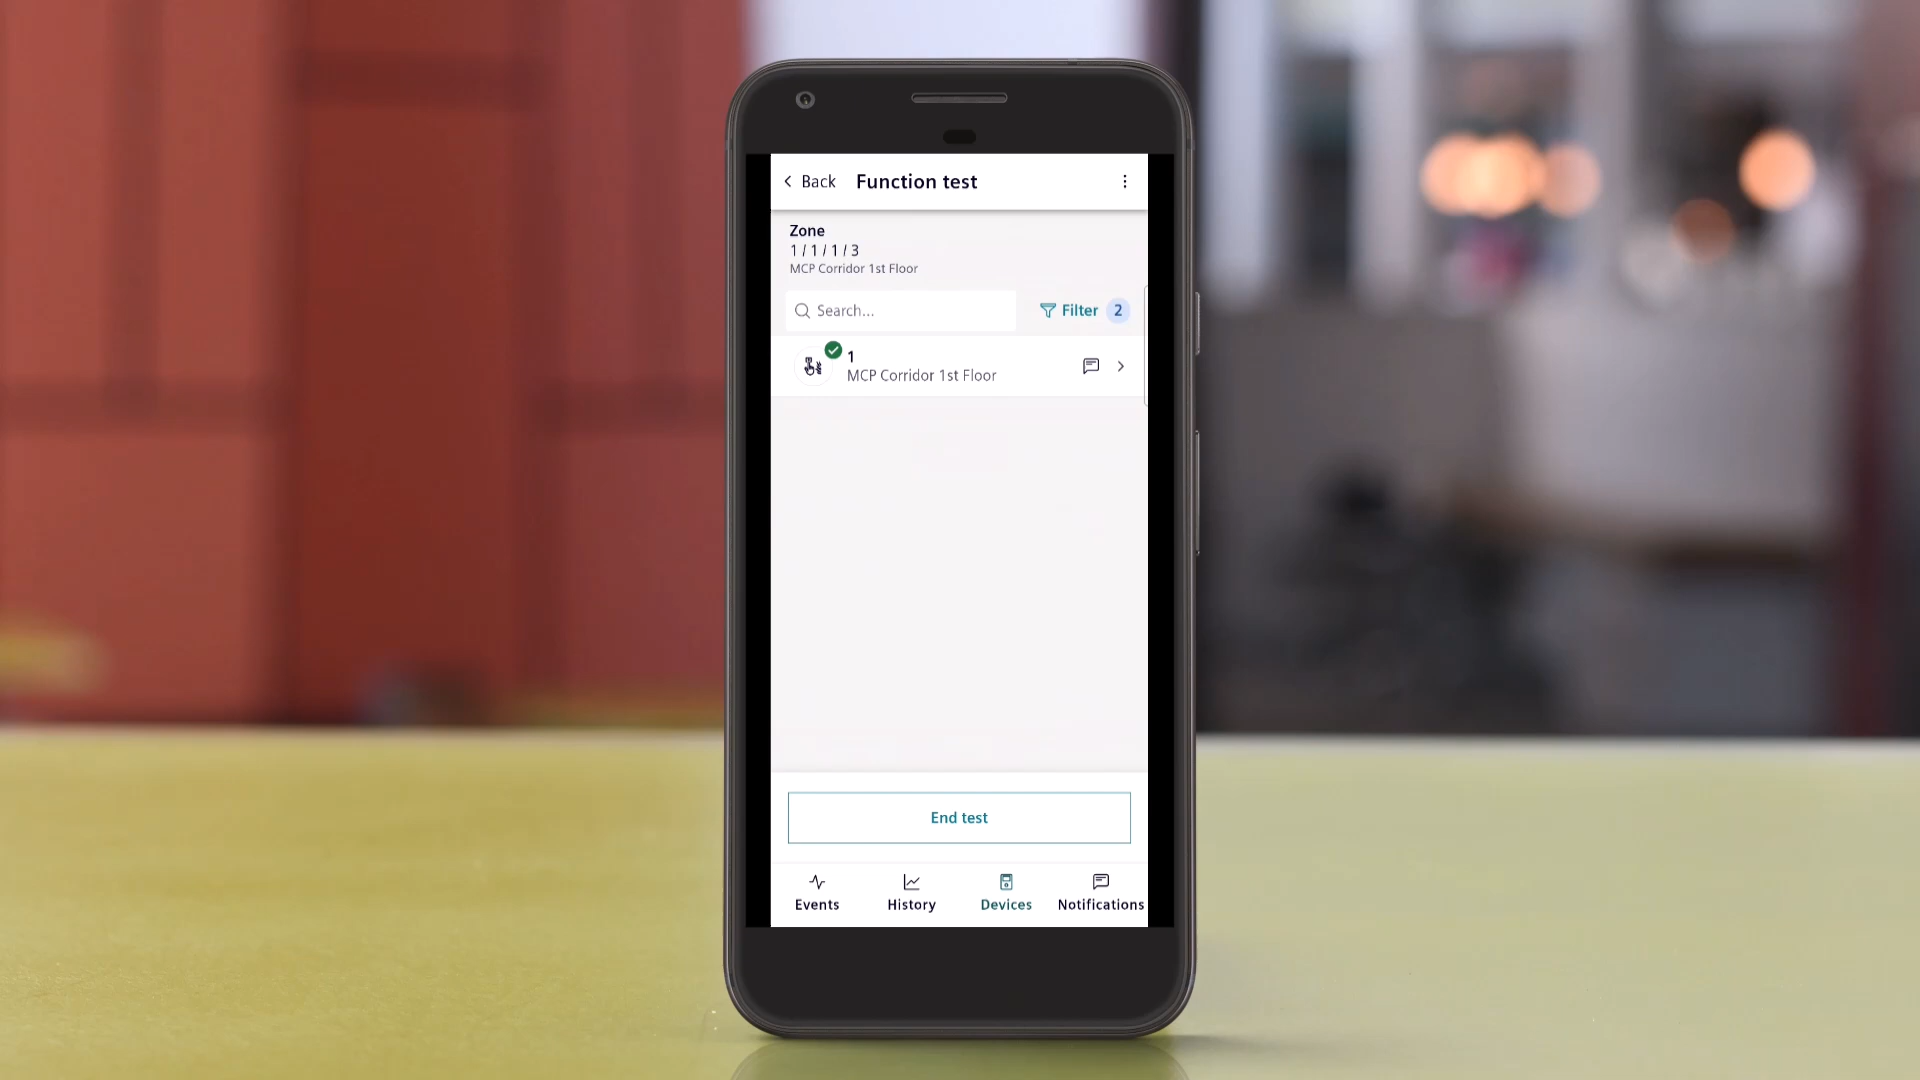 Back Function test
Zone
1 / 1 / 1 / 3
MCP Corridor 1st Floor
Search...
Filter 2
1
MCP Corridor 1st Floor
End test
Events History Devices Notifications